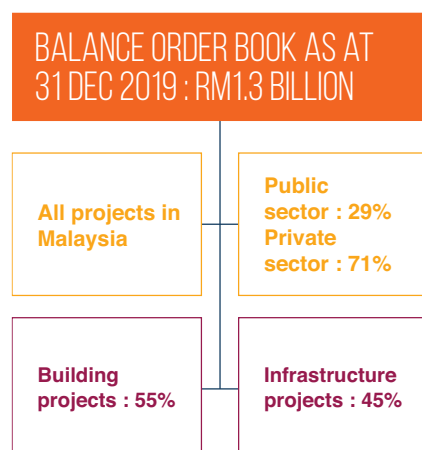 BALANCE ORDER BOOK AS AT
31 DEC 2019 : RM1.3 BILLION
All projects in
Malaysia
Public
sector : 29%
Private
sector : 71%
Building
projects : 55%
Infrastructure
projects : 45%